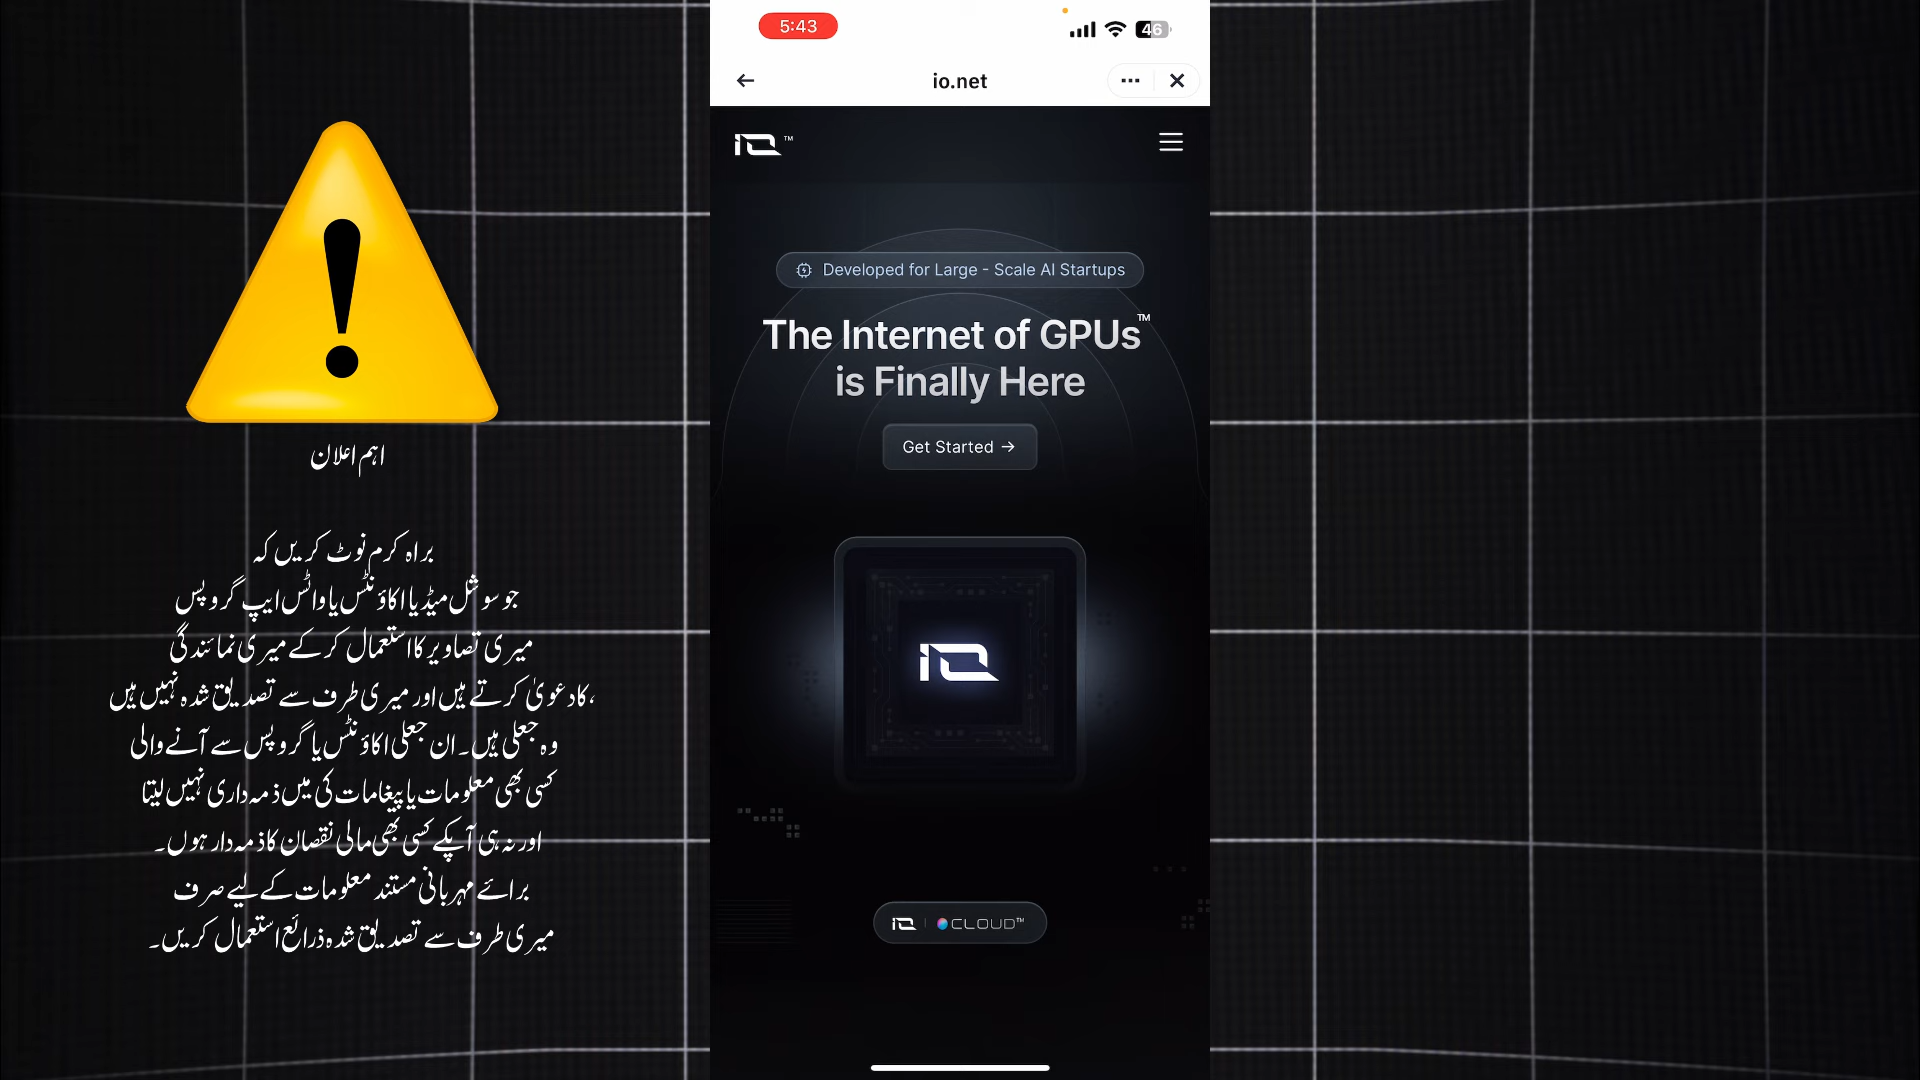 اہم اعلان
براہ کرم نوٹ کریں کہ
جو سوشل میڈیا اکاؤنٹس یا واٹس ایپ گروپس
میری تصاویر کا استعمال کر کے میری نمائندگی
کا دعویٰ کرتے ہیں اور میری طرف سے تصدیق شدہ نہیں ہیں،
وہ جعلی ہیں۔ ان جعلی اکاؤنٹس یا گروپس سے آنے والی
کسی بھی معلومات یا پیغامات کی میں ذمہ داری نہیں لیتا
اور نہ ہی آپکے کسی بھی مالی نقصان کا ذمہ دار ہوں۔
برائے مہربانی مستند معلومات کے لیے صرف
میری طرف سے تصدیق شدہ ذرائع استعمال کریں۔
5:43
46
io.net
IO™
Developed for Large - Scale AI Startups
The Internet of GPUs™
is Finally Here
Get Started →
IO
IO | CLOUD™